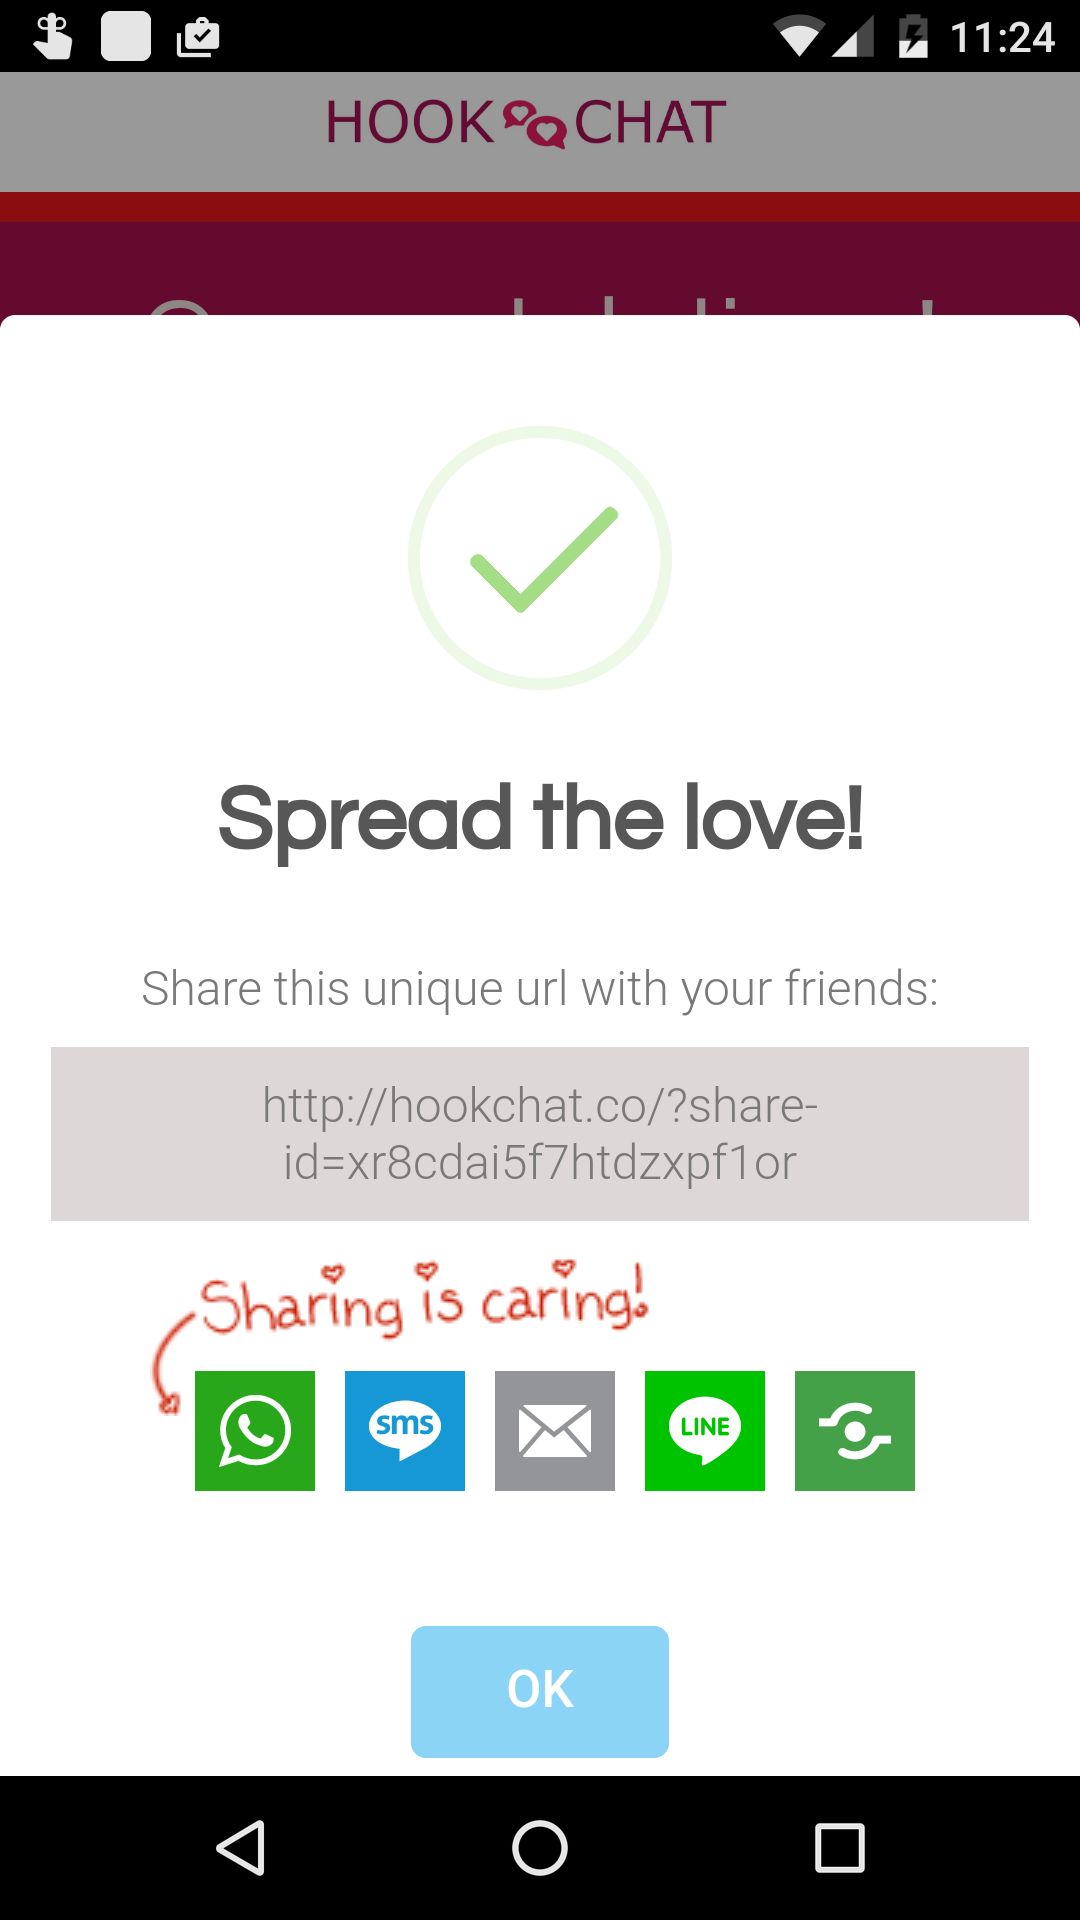 11:24
HOOK CHAT
Spread the love!
Share this unique url with your friends:
http://hookchat.co/?share-
id=xr8cdai5f7htdzxpf1or
Sharing is caring!
sms
LINE
OK